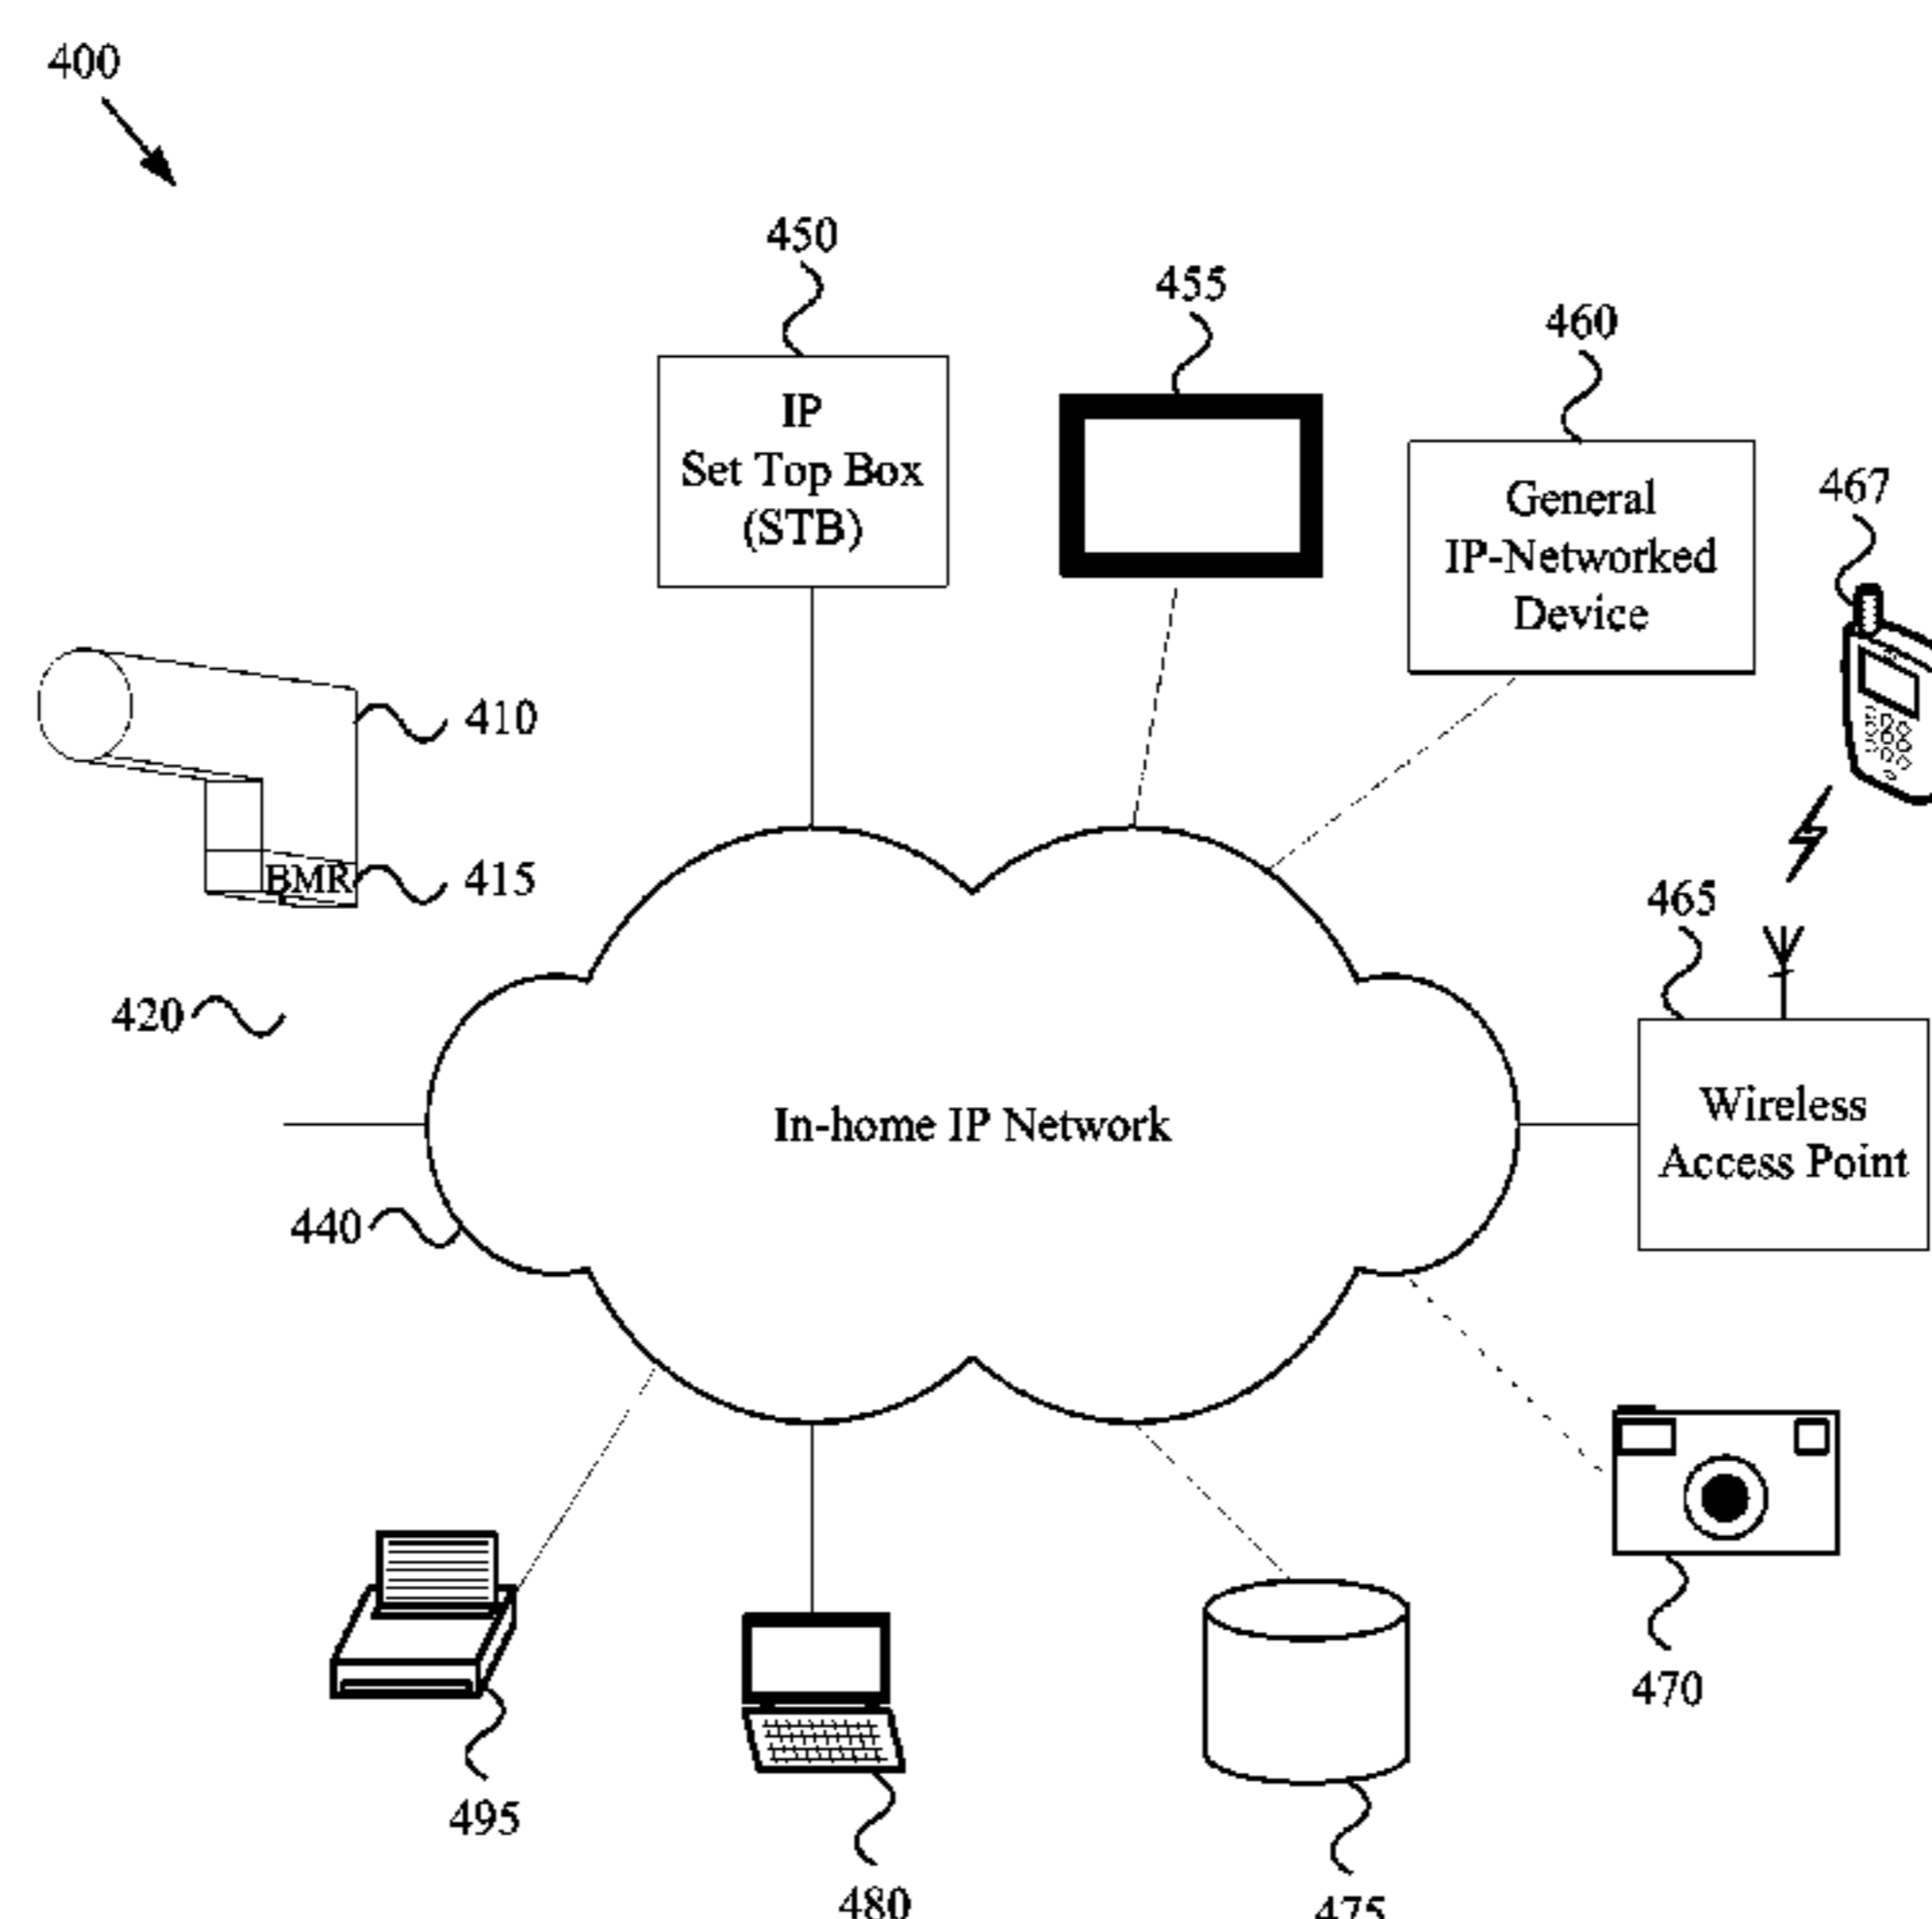 400
450
455
460
467
IP
Set Top Box
(STB)
General
IP-Networked
Device
410
BMR
415
465
420
In-home IP Network
Wireless
Access Point
440
470
495
480
475